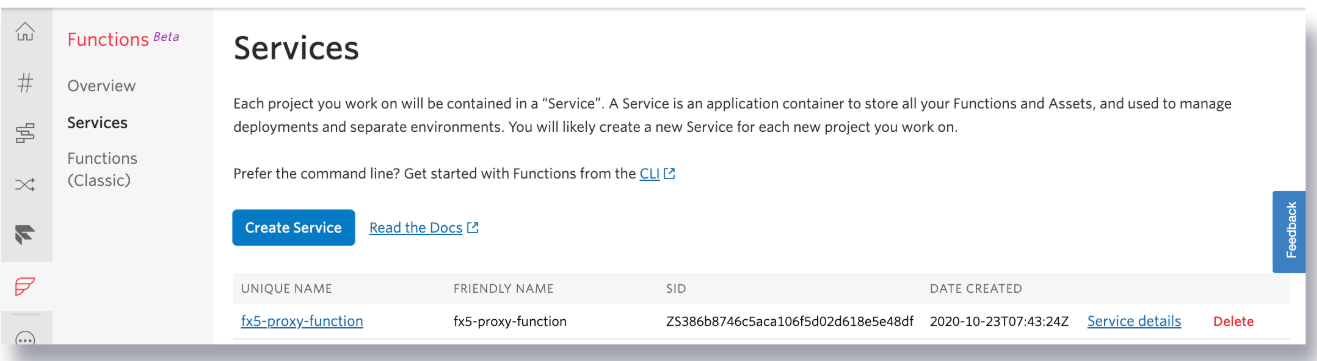 Functions Beta
Overview
Services
Functions
(Classic)
Services
Each project you work on will be contained in a “Service”. A Service is an application container to store all your Functions and Assets, and used to manage
deployments and separate environments. You will likely create a new Service for each new project you work on.
Prefer the command line? Get started with Functions from the CLI
Create Service Read the Docs
Feedback
UNIQUE NAME FRIENDLY NAME SID DATE CREATED
fx5-proxy-function fx5-proxy-function ZS386b8746c5aca106f5d02d618e5e48df 2020-10-23T07:43:24Z Service details Delete